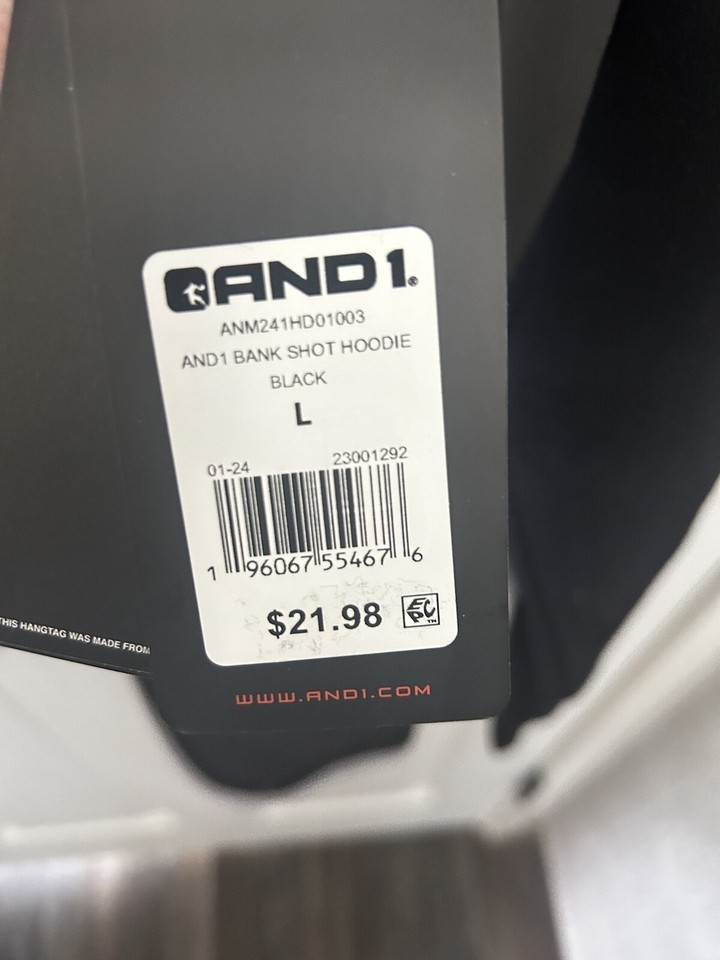 AND1®
ANM241HD01003
AND1 BANK SHOT HOODIE
BLACK
L
01-24 23001292
1 96067 55467 6
$21.98 EPC™
THIS HANGTAG WAS MADE FROM
WWW.AND1.COM